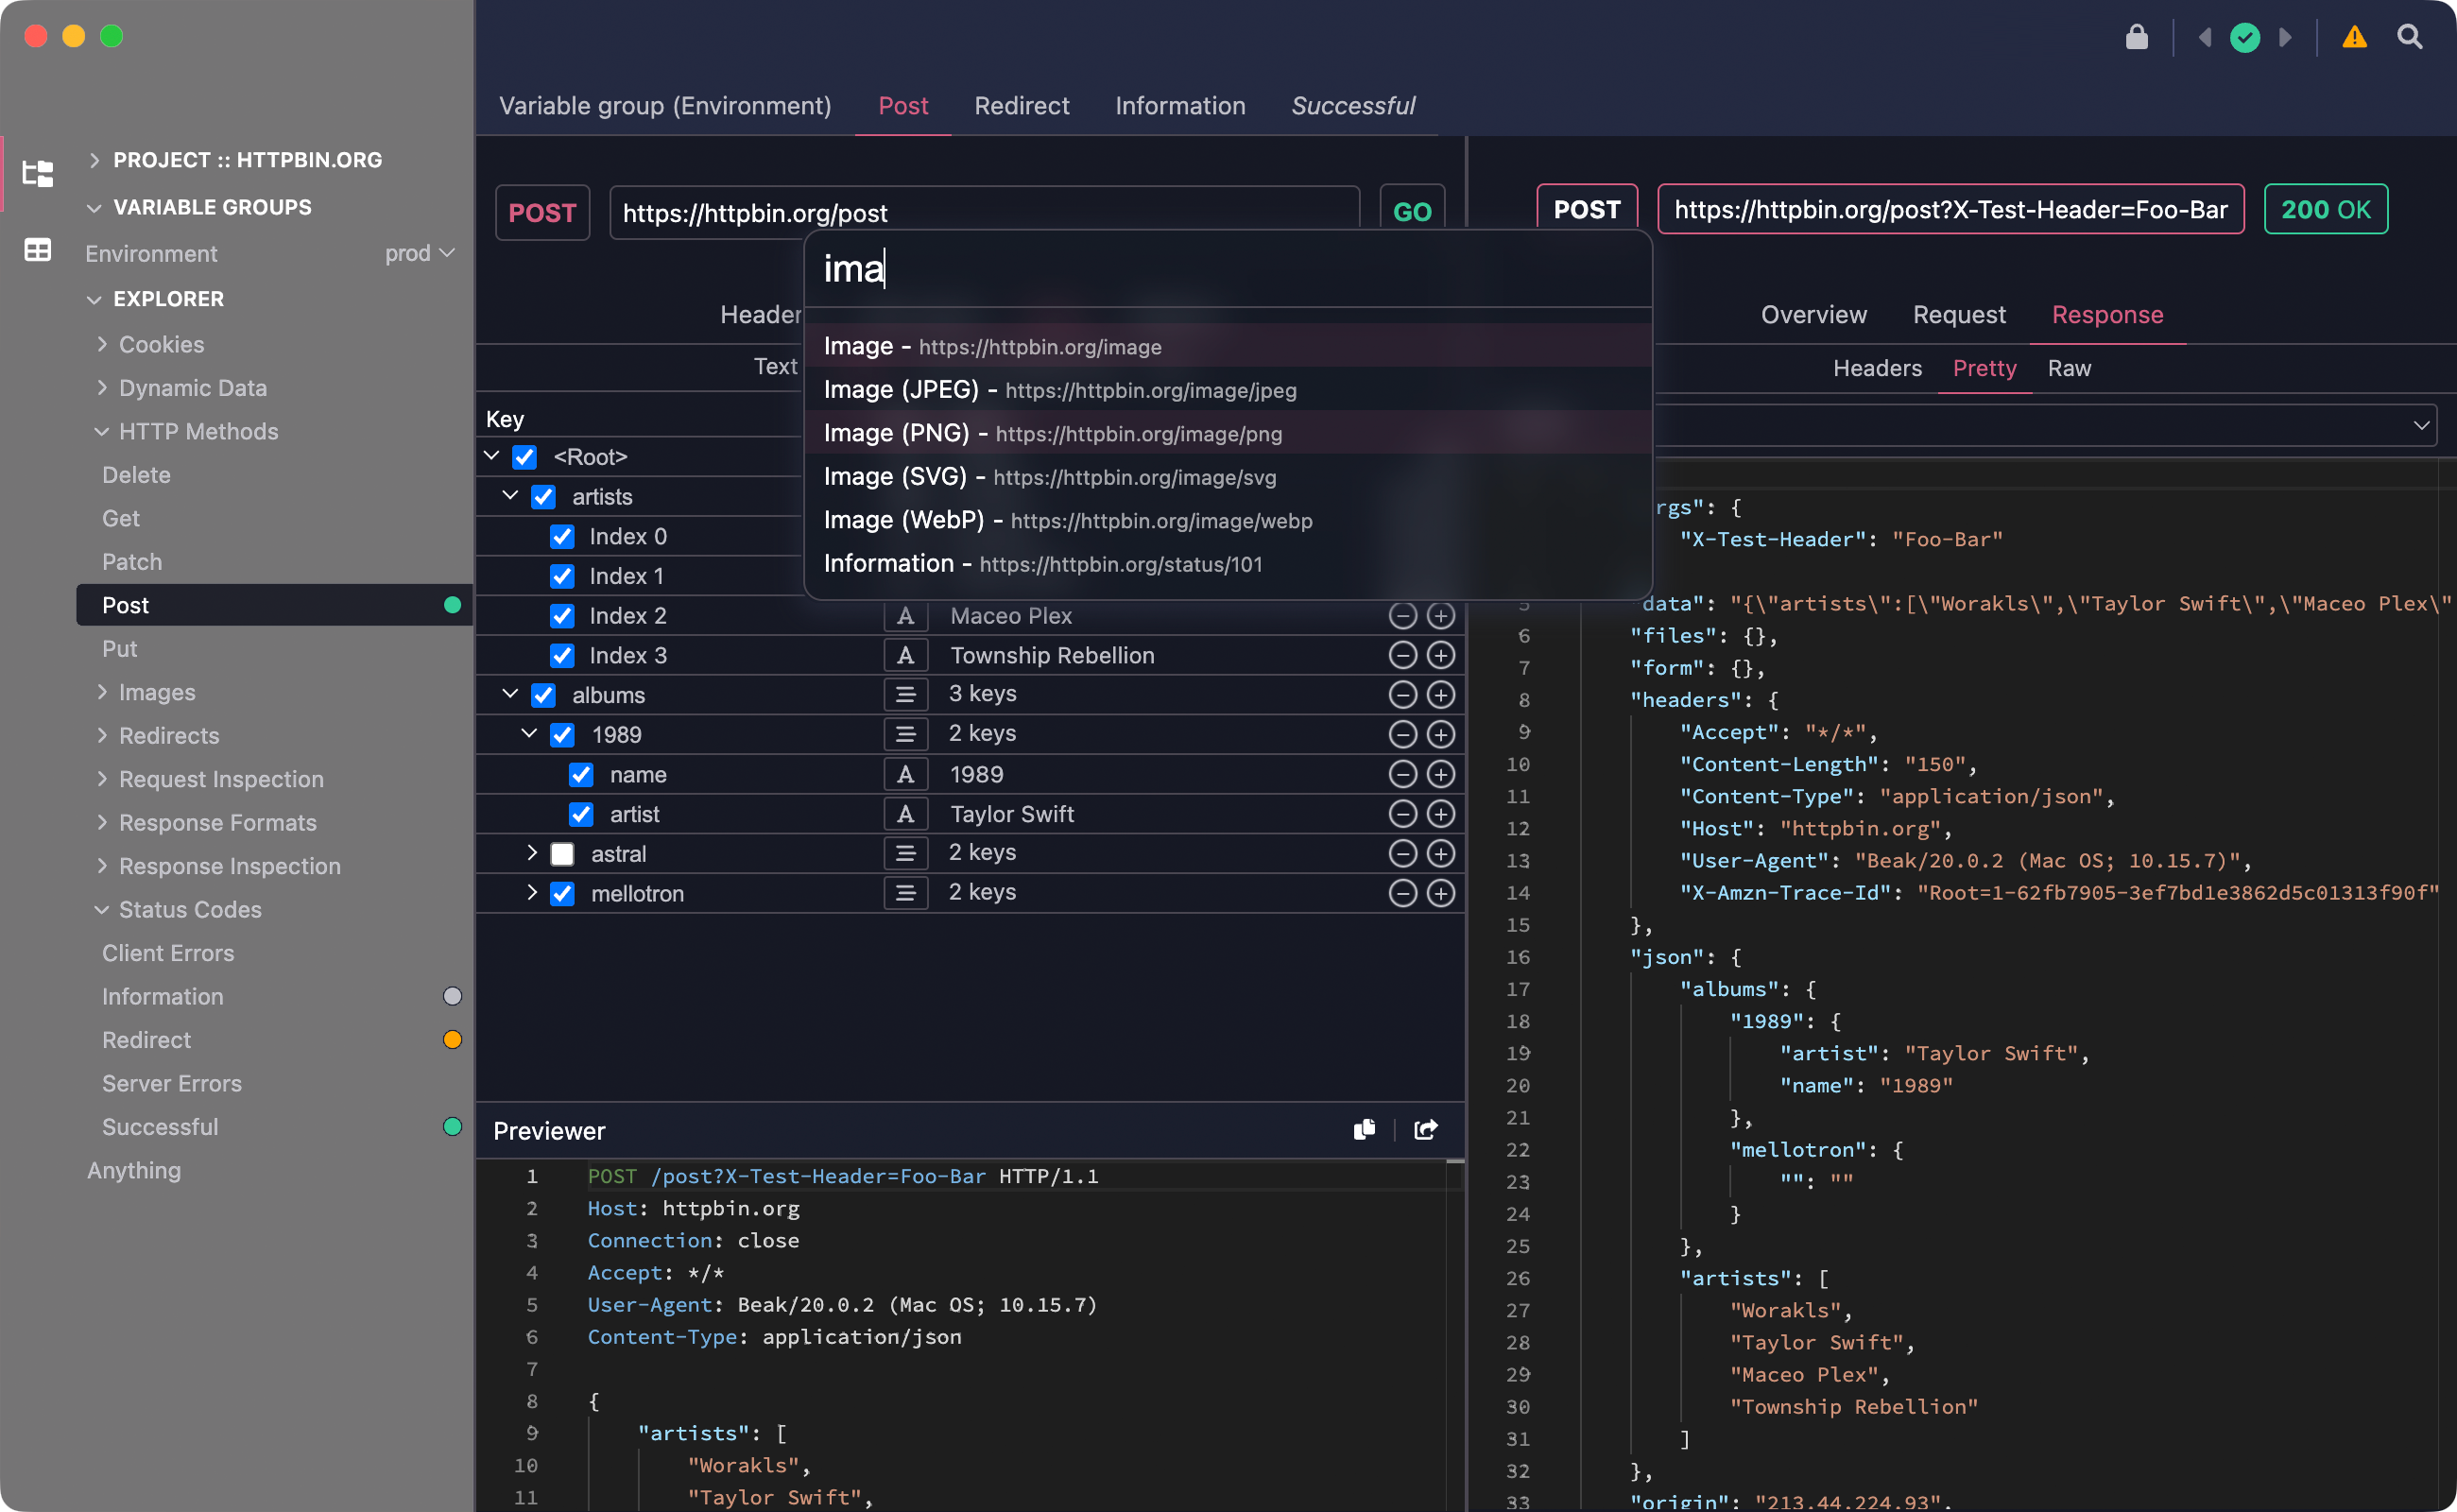 PROJECT :: HTTPBIN.ORG
VARIABLE GROUPS
Environment prod
EXPLORER
Cookies
Dynamic Data
HTTP Methods
Delete
Get
Patch
Post
Put
Images
Redirects
Request Inspection
Response Formats
Response Inspection
Status Codes
Client Errors
Information
Redirect
Server Errors
Successful
Anything
Variable group (Environment) Post Redirect Information Successful
POST https://httpbin.org/post GO
Header
Text
Key
<Root>
artists
Index 0
Index 1
Index 2 A Maceo Plex
Index 3 A Township Rebellion
albums 3 keys
1989 2 keys
name A 1989
artist A Taylor Swift
astral 2 keys
mellotron 2 keys
ima
Image - https://httpbin.org/image
Image (JPEG) - https://httpbin.org/image/jpeg
Image (PNG) - https://httpbin.org/image/png
Image (SVG) - https://httpbin.org/image/svg
Image (WebP) - https://httpbin.org/image/webp
Information - https://httpbin.org/status/101
Previewer
1 POST /post?X-Test-Header=Foo-Bar HTTP/1.1
2 Host: httpbin.org
3 Connection: close
4 Accept: */*
5 User-Agent: Beak/20.0.2 (Mac OS; 10.15.7)
6 Content-Type: application/json
7
8 {
9 "artists": [
10 "Worakls",
11 "Taylor Swift",
POST https://httpbin.org/post?X-Test-Header=Foo-Bar 200 OK
Overview Request Response
Headers Pretty Raw
rgs": {
"X-Test-Header": "Foo-Bar"
5 "data": "{\"artists\":[\"Worakls\",\"Taylor Swift\",\"Maceo Plex\"
6 "files": {},
7 "form": {},
8 "headers": {
9 "Accept": "*/*",
10 "Content-Length": "150",
11 "Content-Type": "application/json",
12 "Host": "httpbin.org",
13 "User-Agent": "Beak/20.0.2 (Mac OS; 10.15.7)",
14 "X-Amzn-Trace-Id": "Root=1-62fb7905-3ef7bd1e3862d5c01313f90f"
15 },
16 "json": {
17 "albums": {
18 "1989": {
19 "artist": "Taylor Swift",
20 "name": "1989"
21 },
22 "mellotron": {
23 "": ""
24 }
25 },
26 "artists": [
27 "Worakls",
28 "Taylor Swift",
29 "Maceo Plex",
30 "Township Rebellion"
31 ]
32 },
33 "origin": "213.44.224.93",